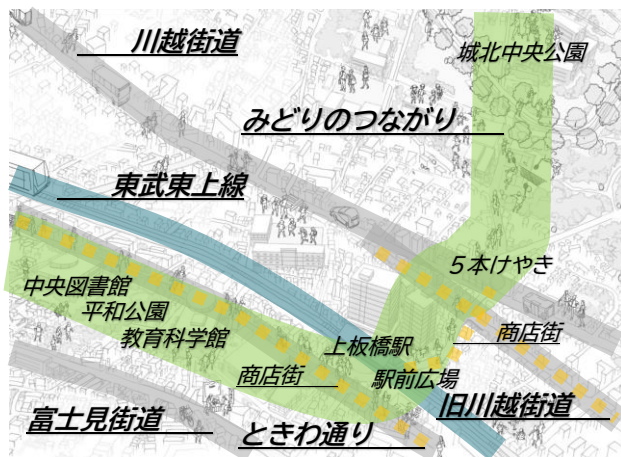 川越街道
城北中央公園
みどりのつながり
東武東上線
５本けやき
中央図書館
平和公園
教育科学館
上板橋駅
商店街
商店街
駅前広場
旧川越街道
富士見街道
ときわ通り